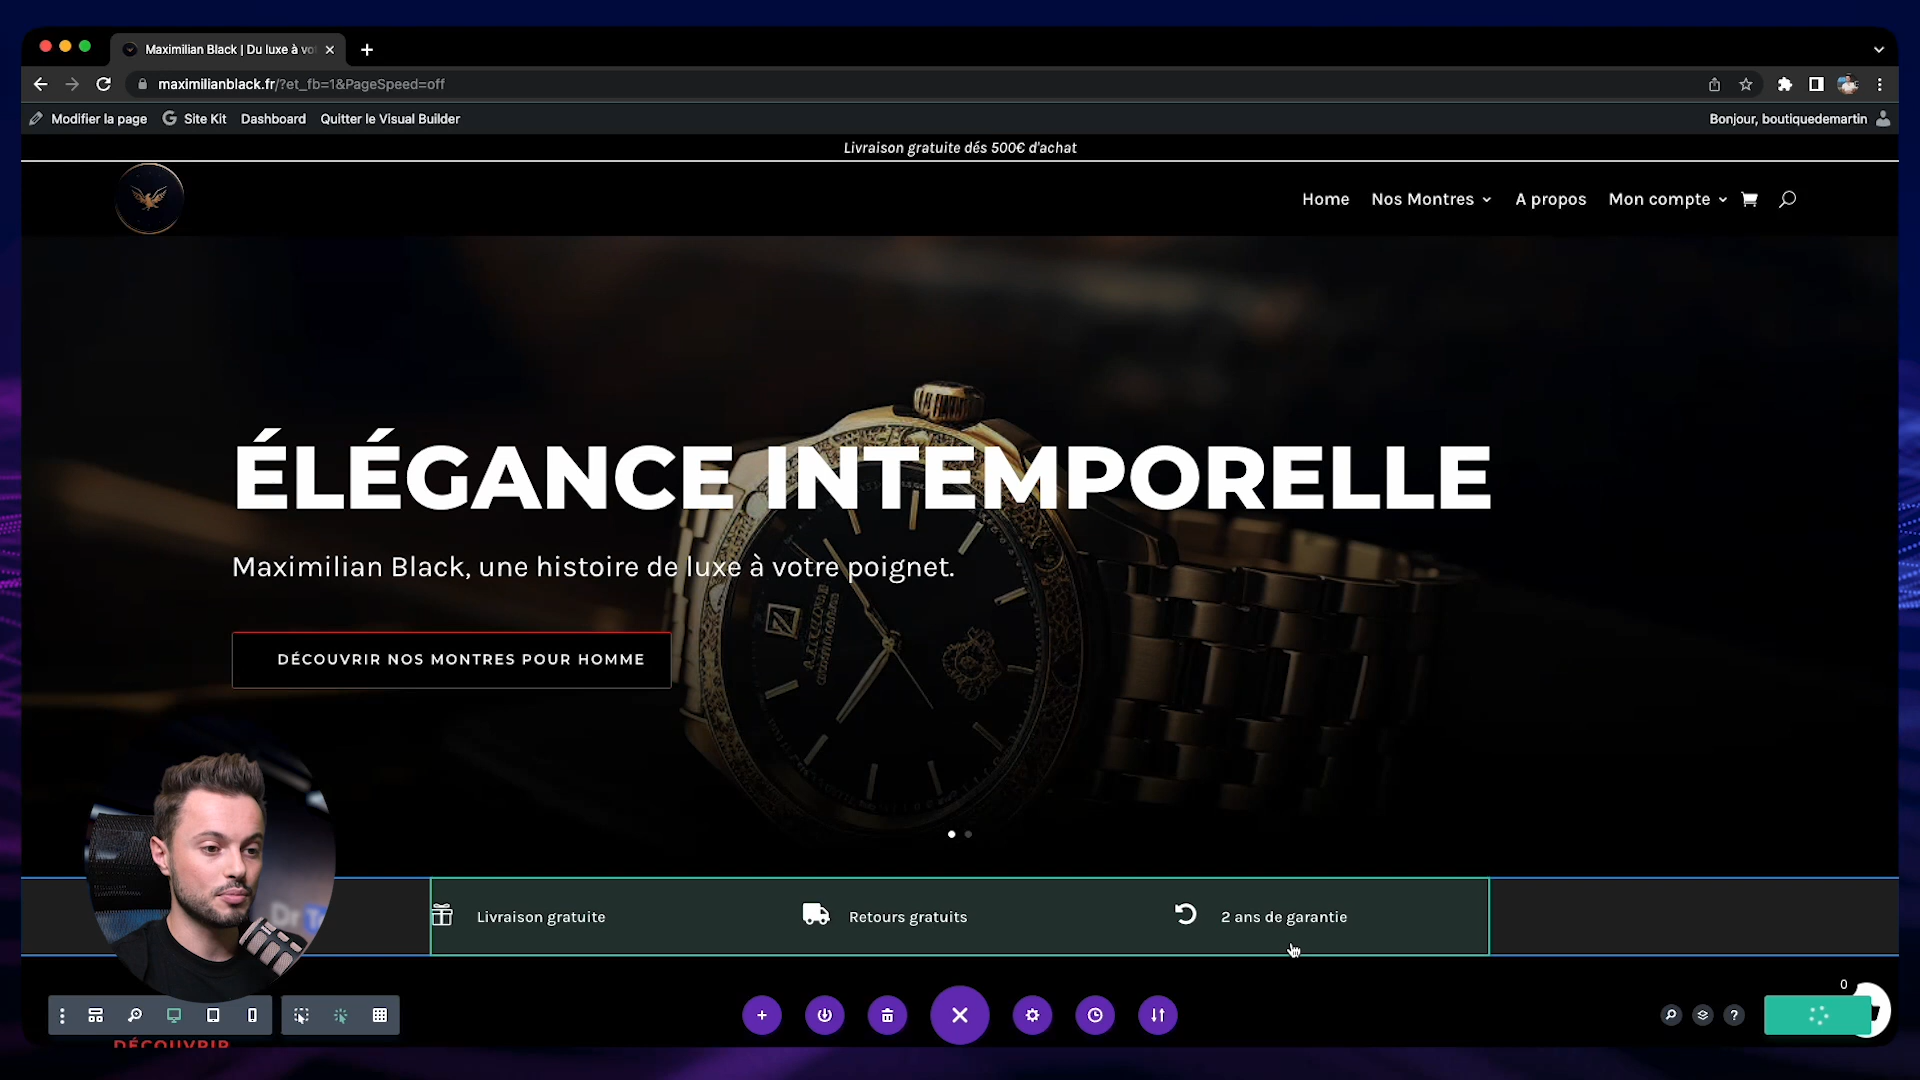 Maximilian Black | Du luxe à vo
maximilianblack.fr/?et_fb=1&PageSpeed=off
Modifier la page
Site Kit
Dashboard
Quitter le Visual Builder
Bonjour, boutiquedemartin
Livraison gratuite dés 500€ d'achat
Home
Nos Montres
A propos
Mon compte
ÉLÉGANCE INTEMPORELLE
Maximilian Black, une histoire de luxe à votre poignet.
DÉCOUVRIR NOS MONTRES POUR HOMME
Livraison gratuite
Retours gratuits
2 ans de garantie
0
DÉCOUVRIR